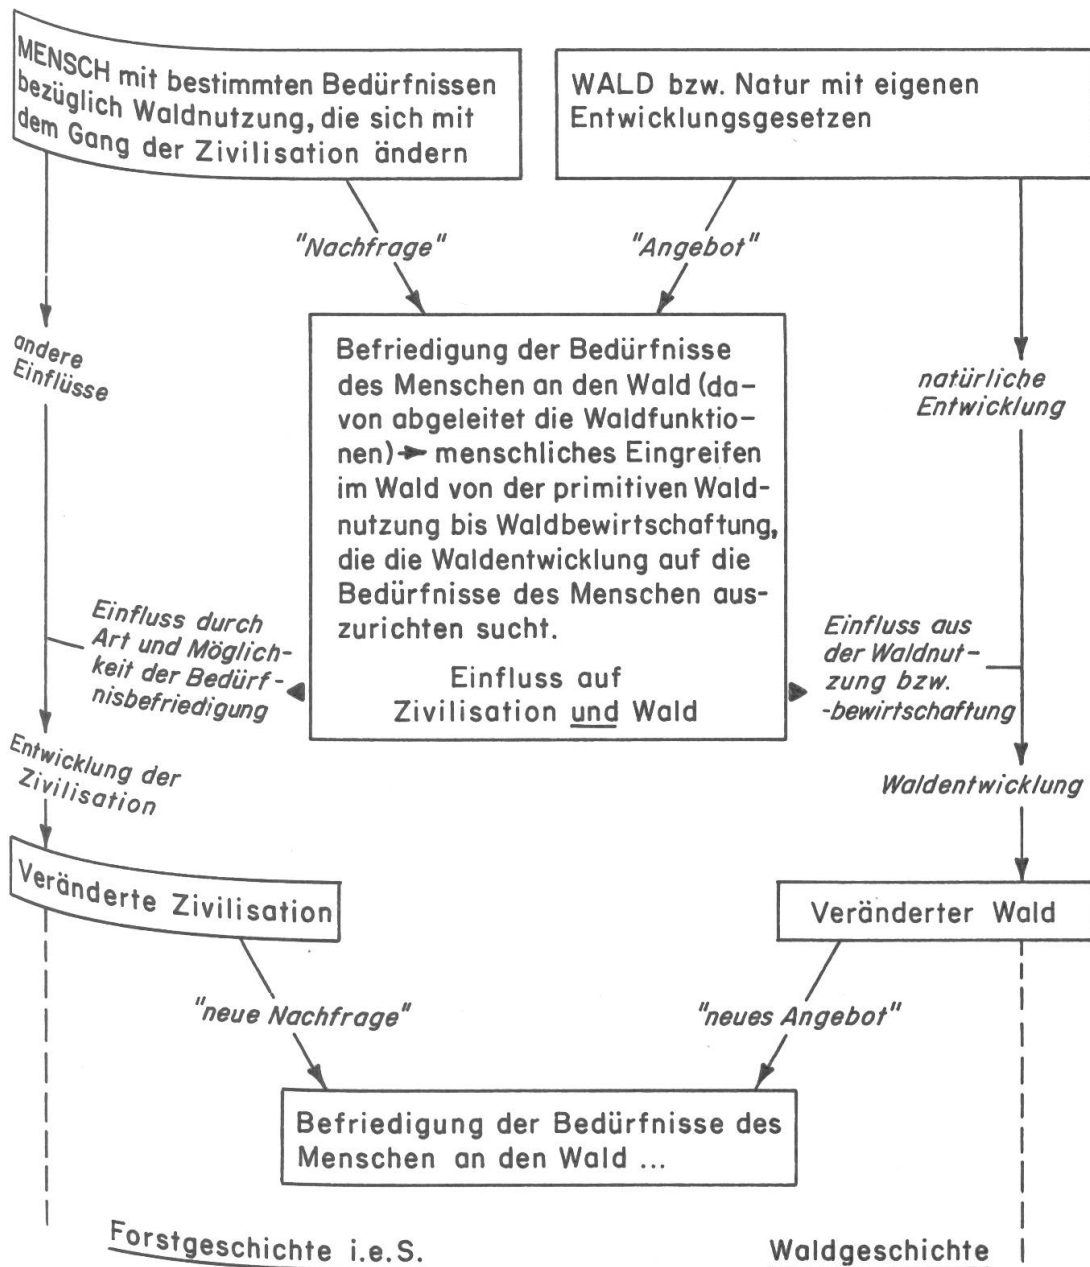 MENSCH mit bestimmten Bedürfnissen
bezüglich Waldnutzung, die sich mit
dem Gang der Zivilisation ändern
WALD bzw. Natur mit eigenen
Entwicklungsgesetzen
"Nachfrage"
"Angebot"
andere
Einflüsse
Befriedigung der Bedürfnisse
des Menschen an den Wald (da-
von abgeleitet die Waldfunktio-
nen) → menschliches Eingreifen
im Wald von der primitiven Wald-
nutzung bis Waldbewirtschaftung,
die die Waldentwicklung auf die
Bedürfnisse des Menschen aus-
zurichten sucht.
Einfluss auf
Zivilisation und Wald
natürliche
Entwicklung
Einfluss durch
Art und Möglich-
keit der Bedürf-
nisbefriedigung
Einfluss aus
der Waldnut-
zung bzw.
-bewirtschaftung
Entwicklung der
Zivilisation
Waldentwicklung
Veränderte Zivilisation
Veränderter Wald
"neue Nachfrage"
"neues Angebot"
Befriedigung der Bedürfnisse des
Menschen an den Wald ...
Forstgeschichte i.e.S.
Waldgeschichte